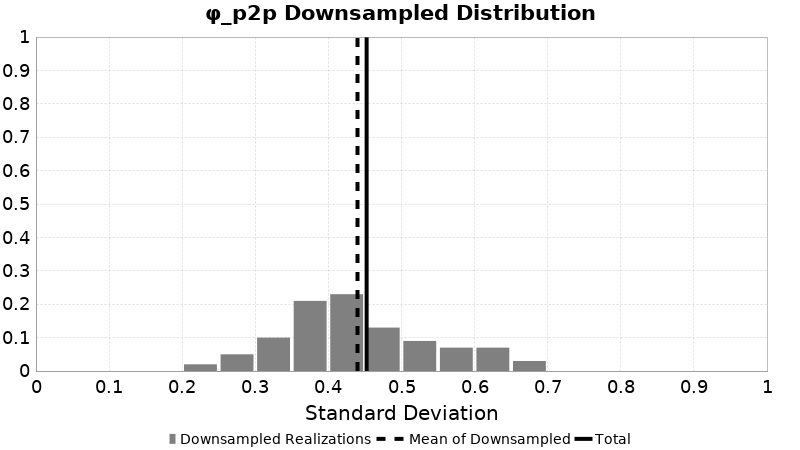 φ_p2p Downsampled Distribution
1
0.9
0.8
0.7
0.6
0.5
0.4
0.3
0.2
0.1
0
0 0.1 0.2 0.3 0.4 0.5 0.6 0.7 0.8 0.9 1
Standard Deviation
Downsampled Realizations Mean of Downsampled Total